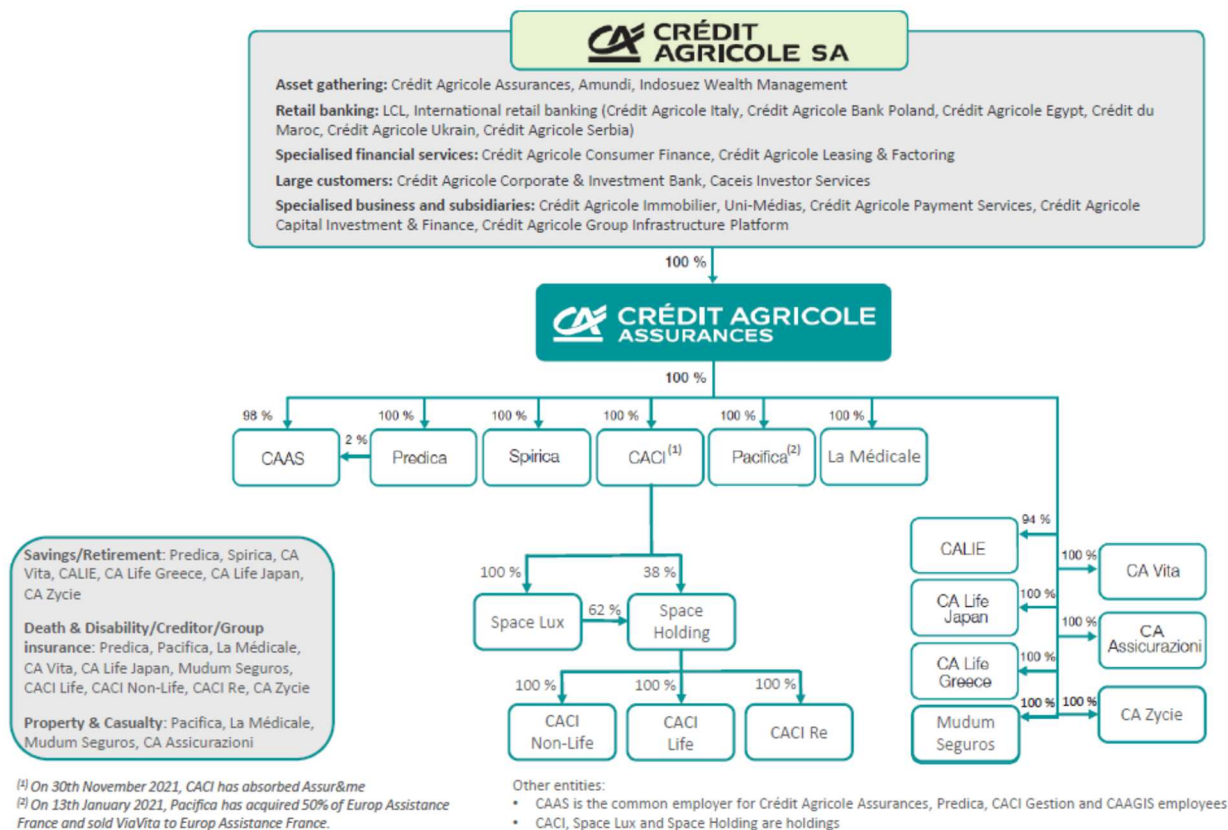 CRÉDIT
AGRICOLE SA
Asset gathering: Crédit Agricole Assurances, Amundi, Indosuez Wealth Management
Retail banking: LCL, International retail banking (Crédit Agricole Italy, Crédit Agricole Bank Poland, Crédit Agricole Egypt, Crédit du
Maroc, Crédit Agricole Ukrain, Crédit Agricole Serbia)
Specialised financial services: Crédit Agricole Consumer Finance, Crédit Agricole Leasing & Factoring
Large customers: Crédit Agricole Corporate & Investment Bank, Caceis Investor Services
Specialised business and subsidiaries: Crédit Agricole Immobilier, Uni-Médias, Crédit Agricole Payment Services, Crédit Agricole
Capital Investment & Finance, Crédit Agricole Group Infrastructure Platform
100 %
CRÉDIT AGRICOLE
ASSURANCES
100 %
98 %
100 %
100 %
100 %
100 %
100 %
2 %
CAAS
Predica
Spirica
CACI(1)
Pacifica(2)
La Médicale
94 %
CALIE
100 %
CA Vita
100 %
CA Life
Japan
100 %
CA
Assicurazioni
100 %
CA Life
Greece
100 %
100 %
Mudum
Seguros
CA Zycie
100 %
38 %
Space Lux
62 %
Space
Holding
100 %
100 %
100 %
CACI
Non-Life
CACI
Life
CACI Re
Savings/Retirement: Predica, Spirica, CA
Vita, CALIE, CA Life Greece, CA Life Japan,
CA Zycie
Death & Disability/Creditor/Group
insurance: Predica, Pacifica, La Médicale,
CA Vita, CA Life Japan, Mudum Seguros,
CACI Life, CACI Non-Life, CACI Re, CA Zycie
Property & Casualty: Pacifica, La Médicale,
Mudum Seguros, CA Assicurazioni
(1) On 30th November 2021, CACI has absorbed Assur&me
(2) On 13th January 2021, Pacifica has acquired 50% of Europ Assistance
France and sold ViaVita to Europ Assistance France.
Other entities:
• CAAS is the common employer for Crédit Agricole Assurances, Predica, CACI Gestion and CAAGIS employees
• CACI, Space Lux and Space Holding are holdings